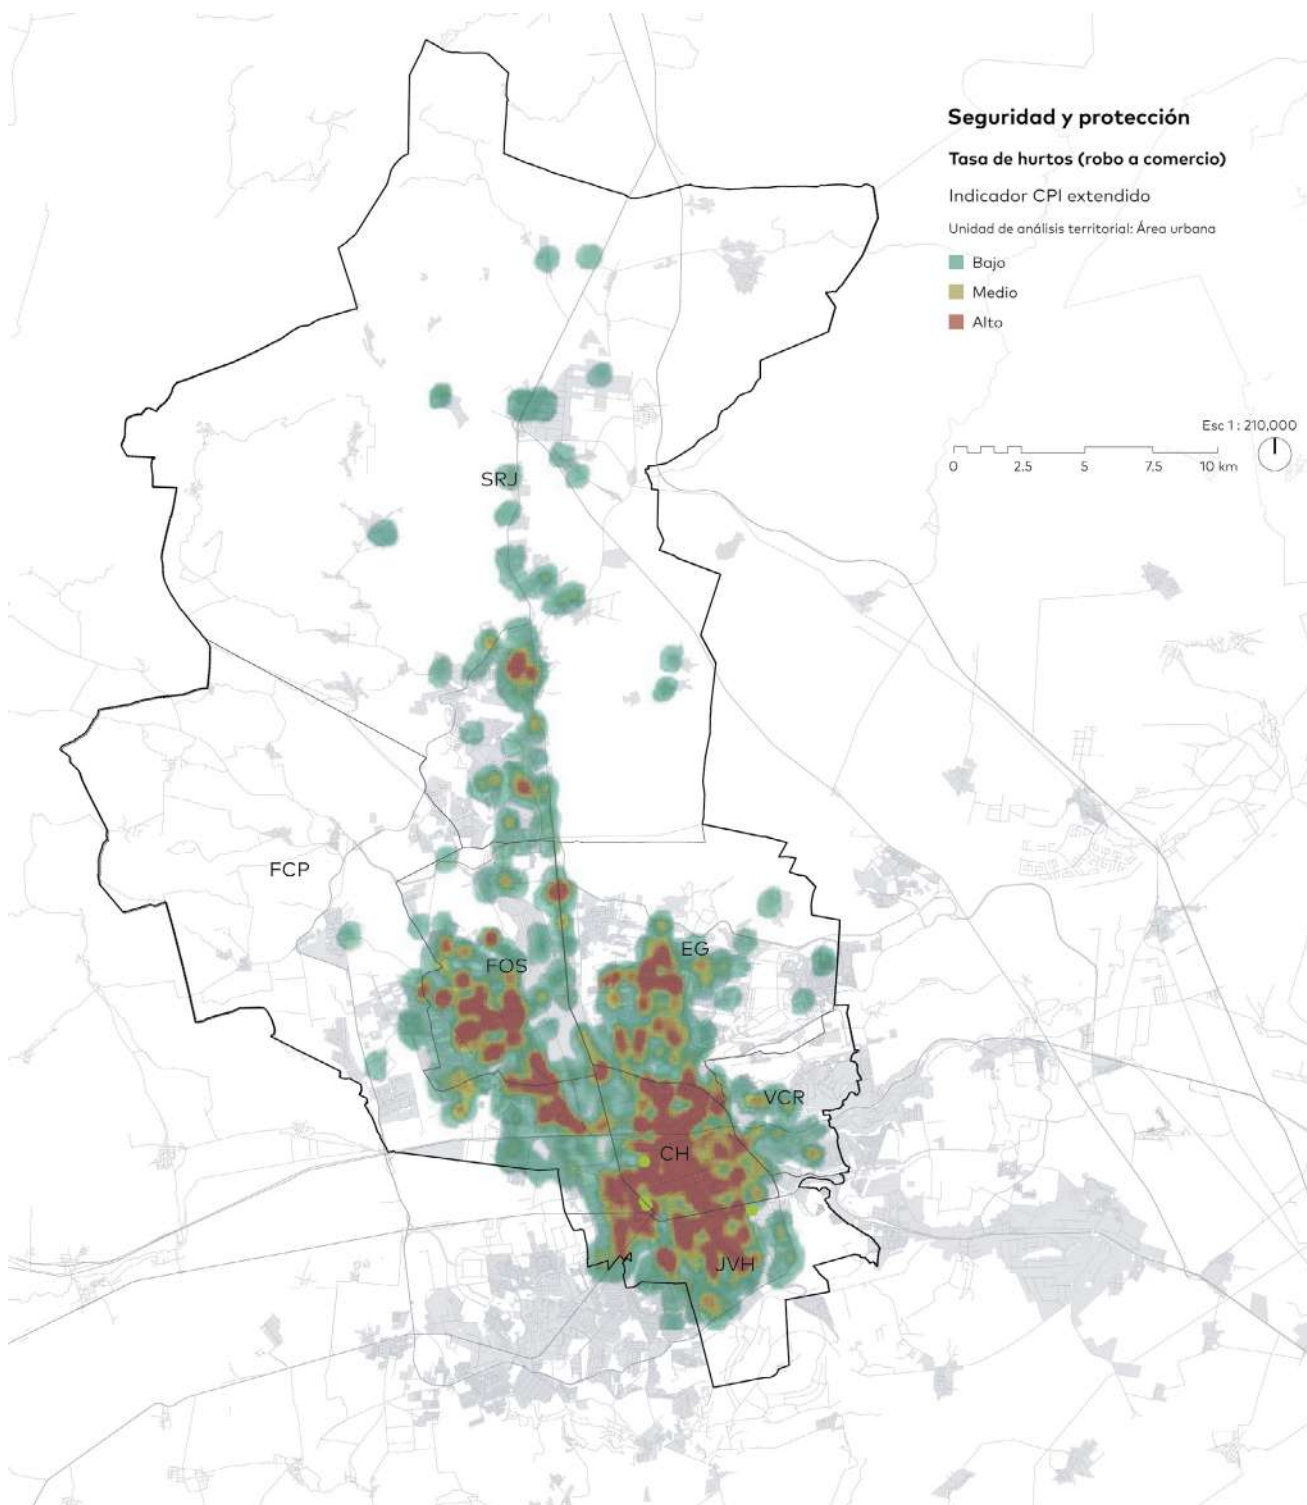 Seguridad y protección
Tasa de hurtos (robo a comercio)
Indicador CPI extendido
Unidad de análisis territorial: Área urbana
Bajo
Medio
Alto
Esc 1 : 210,000
0 2.5 5 7.5 10 km
SRJ
FCP
EG
FOS
VCR
CH
JVH